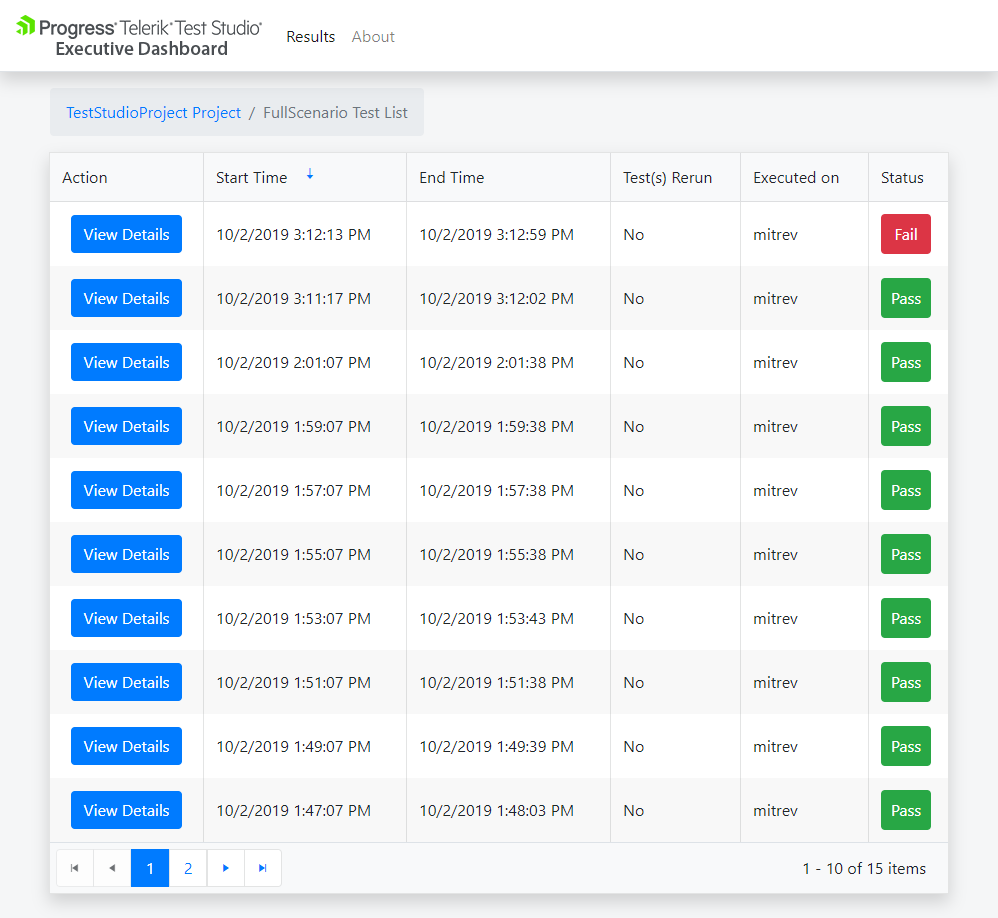 Progress® Telerik® Test Studio®
Executive Dashboard
Results About
TestStudioProject Project / FullScenario Test List
Action Start Time ↓ End Time Test(s) Rerun Executed on Status
View Details 10/2/2019 3:12:13 PM 10/2/2019 3:12:59 PM No mitrev Fail
View Details 10/2/2019 3:11:17 PM 10/2/2019 3:12:02 PM No mitrev Pass
View Details 10/2/2019 2:01:07 PM 10/2/2019 2:01:38 PM No mitrev Pass
View Details 10/2/2019 1:59:07 PM 10/2/2019 1:59:38 PM No mitrev Pass
View Details 10/2/2019 1:57:07 PM 10/2/2019 1:57:38 PM No mitrev Pass
View Details 10/2/2019 1:55:07 PM 10/2/2019 1:55:38 PM No mitrev Pass
View Details 10/2/2019 1:53:07 PM 10/2/2019 1:53:43 PM No mitrev Pass
View Details 10/2/2019 1:51:07 PM 10/2/2019 1:51:38 PM No mitrev Pass
View Details 10/2/2019 1:49:07 PM 10/2/2019 1:49:39 PM No mitrev Pass
View Details 10/2/2019 1:47:07 PM 10/2/2019 1:48:03 PM No mitrev Pass
1 2 1 - 10 of 15 items